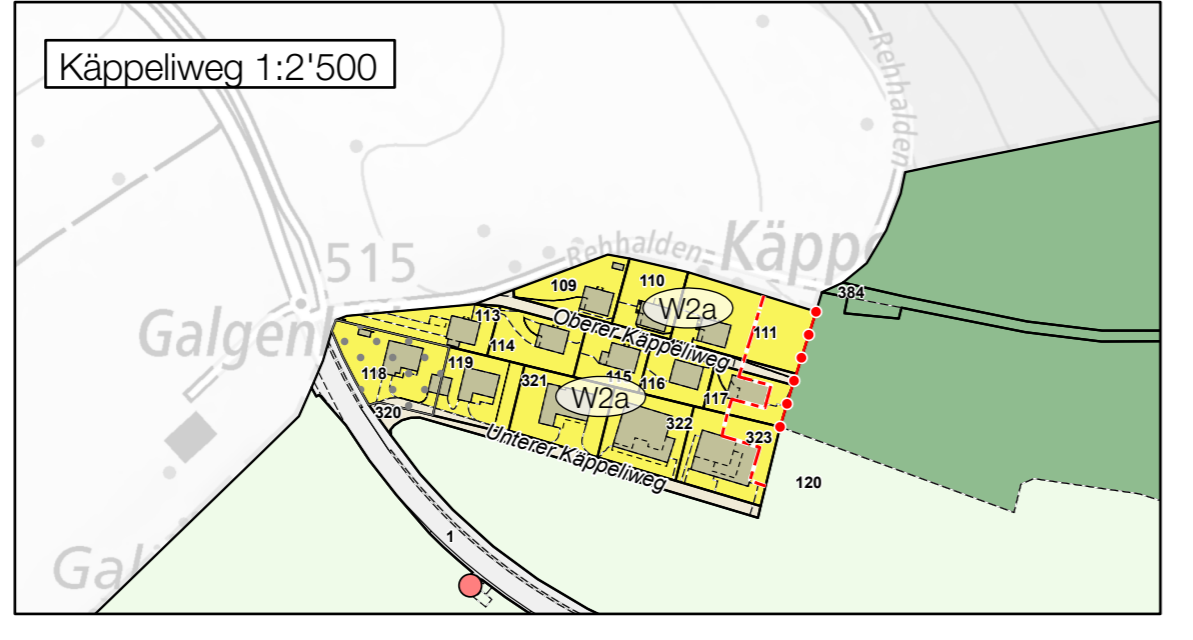 Käppeliweg 1:2'500
Rehhalden
515
Rehhalden-
Käppe
384
109
110
W2a
111
Galgen
113
Oberer Käppeliweg
114
118
119
115
116
321
117
W2a
320
322
323
Unterer Käppeliweg
120
1
Gal